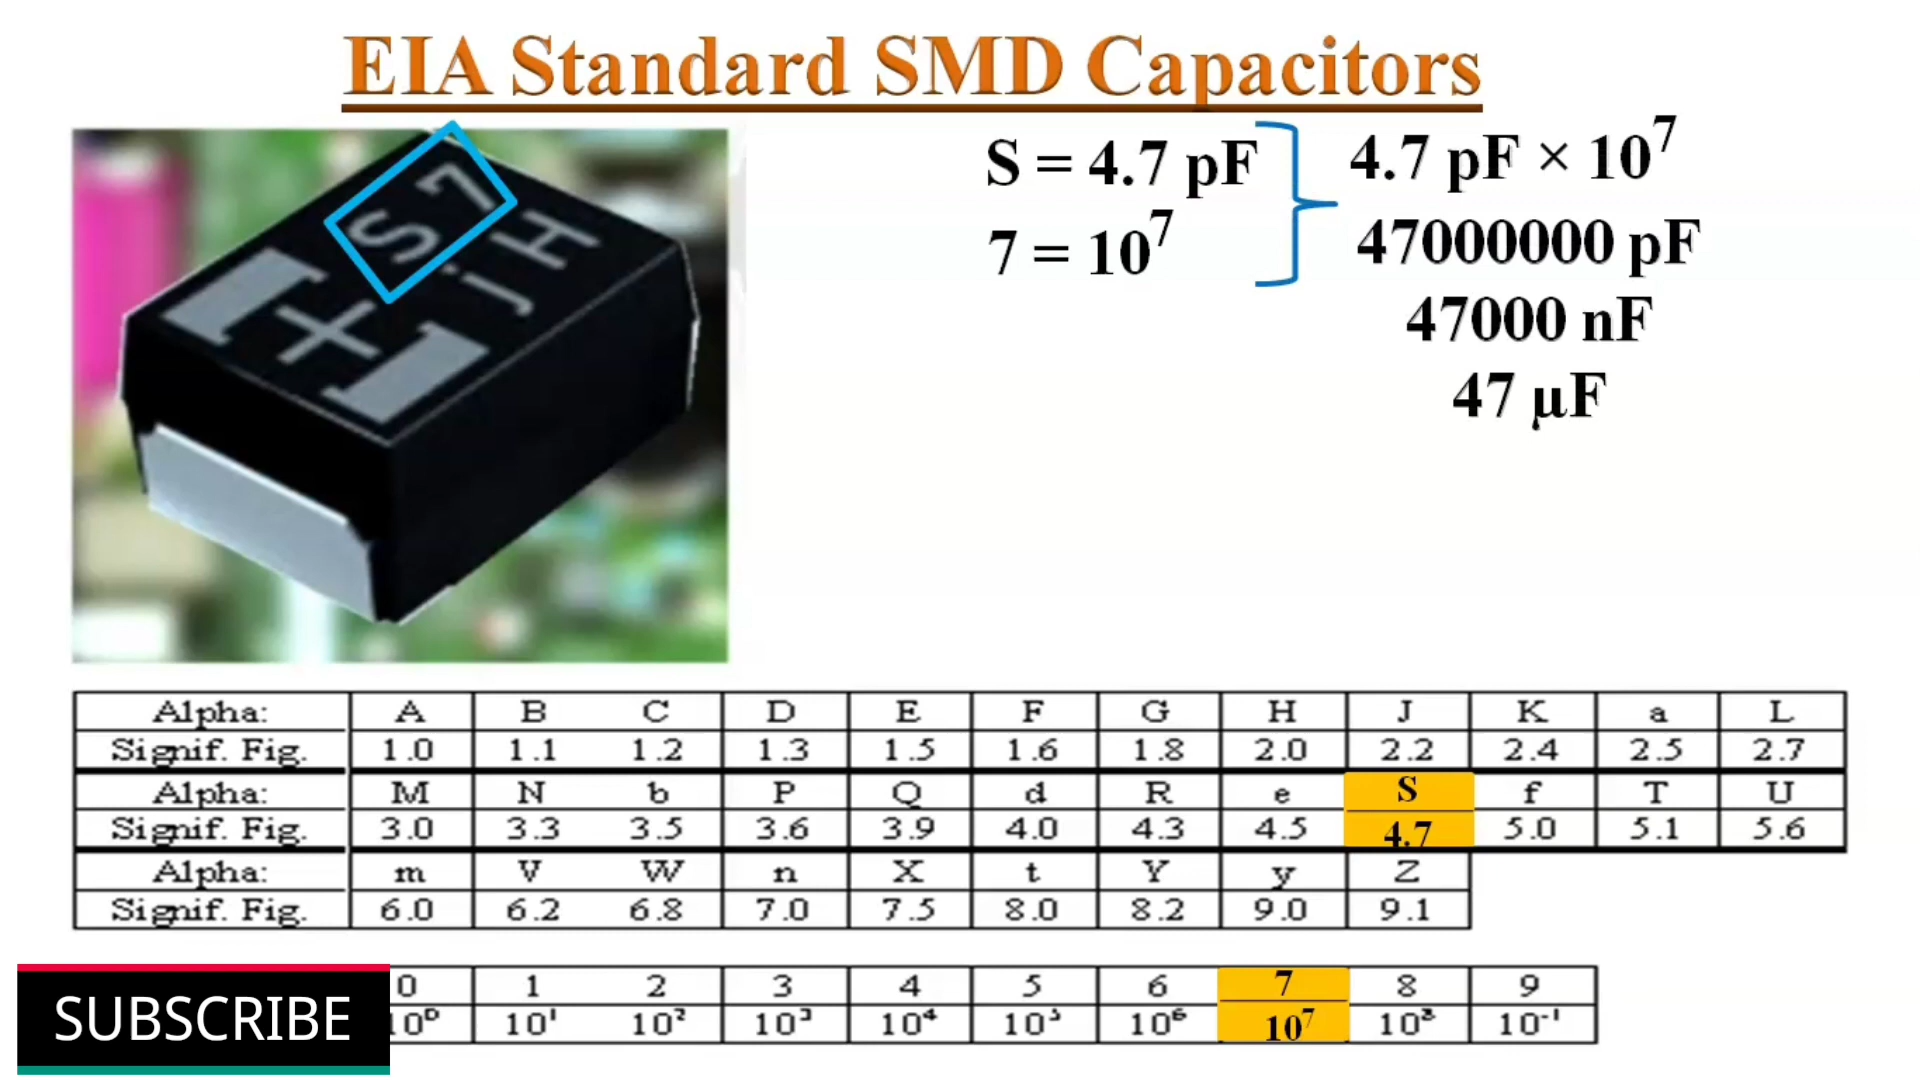 EIA Standard SMD Capacitors
S7
jH
+
S = 4.7 pF
7 = 10⁷
4.7 pF × 10⁷
47000000 pF
47000 nF
47 µF
Alpha: A B C D E F G H J K a L
Signif. Fig. 1.0 1.1 1.2 1.3 1.5 1.6 1.8 2.0 2.2 2.4 2.5 2.7
Alpha: M N b P Q d R e S f T U
Signif. Fig. 3.0 3.3 3.5 3.6 3.9 4.0 4.3 4.5 4.7 5.0 5.1 5.6
Alpha: m V W n X t Y y Z
Signif. Fig. 6.0 6.2 6.8 7.0 7.5 8.0 8.2 9.0 9.1
0 1 2 3 4 5 6 7 8 9
10⁰ 10¹ 10² 10³ 10⁴ 10⁵ 10⁶ 10⁷ 10⁸ 10⁻¹
SUBSCRIBE